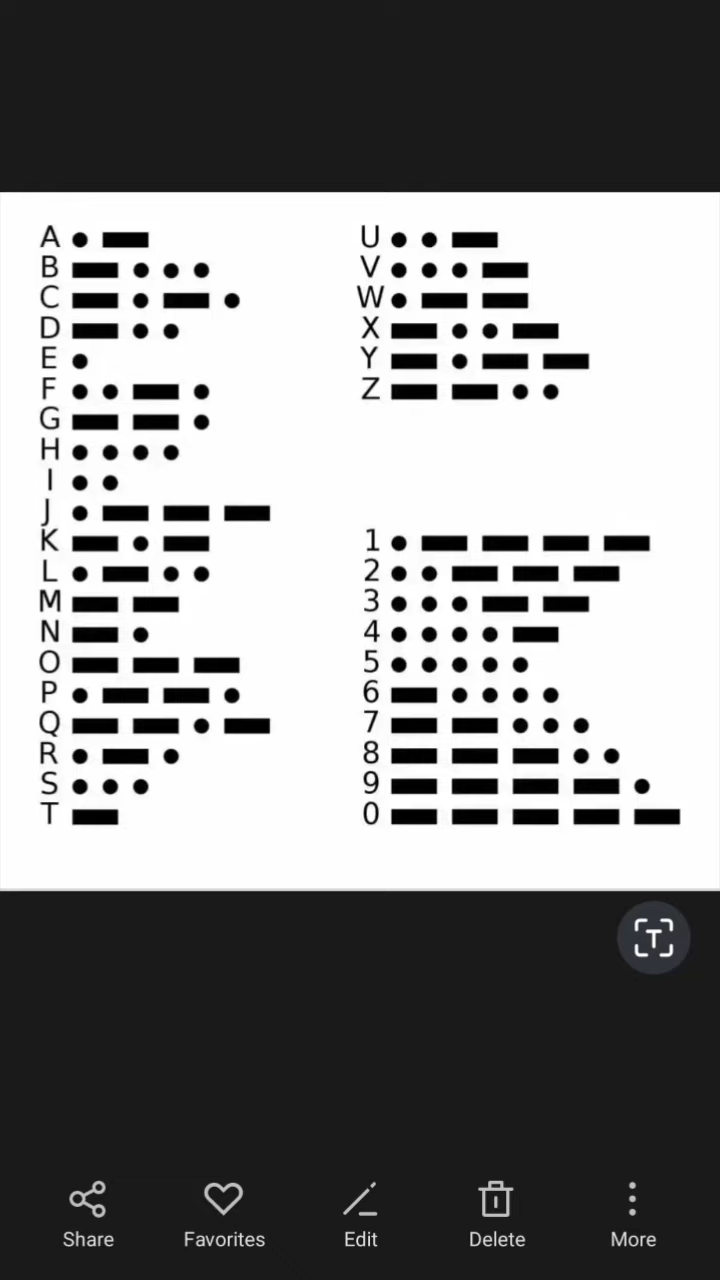 A ● ▬
B ▬ ● ● ●
C ▬ ● ▬ ●
D ▬ ● ●
E ●
F ● ● ▬ ●
G ▬ ▬ ●
H ● ● ● ●
I ● ●
J ● ▬ ▬ ▬
K ▬ ● ▬
L ● ▬ ● ●
M ▬ ▬
N ▬ ●
O ▬ ▬ ▬
P ● ▬ ▬ ●
Q ▬ ▬ ● ▬
R ● ▬ ●
S ● ● ●
T ▬
U ● ● ▬
V ● ● ● ▬
W ● ▬ ▬
X ▬ ● ● ▬
Y ▬ ● ▬ ▬
Z ▬ ▬ ● ●
1 ● ▬ ▬ ▬ ▬
2 ● ● ▬ ▬ ▬
3 ● ● ● ▬ ▬
4 ● ● ● ● ▬
5 ● ● ● ● ●
6 ▬ ● ● ● ●
7 ▬ ▬ ● ● ●
8 ▬ ▬ ▬ ● ●
9 ▬ ▬ ▬ ▬ ●
0 ▬ ▬ ▬ ▬ ▬
T
Share Favorites Edit Delete More